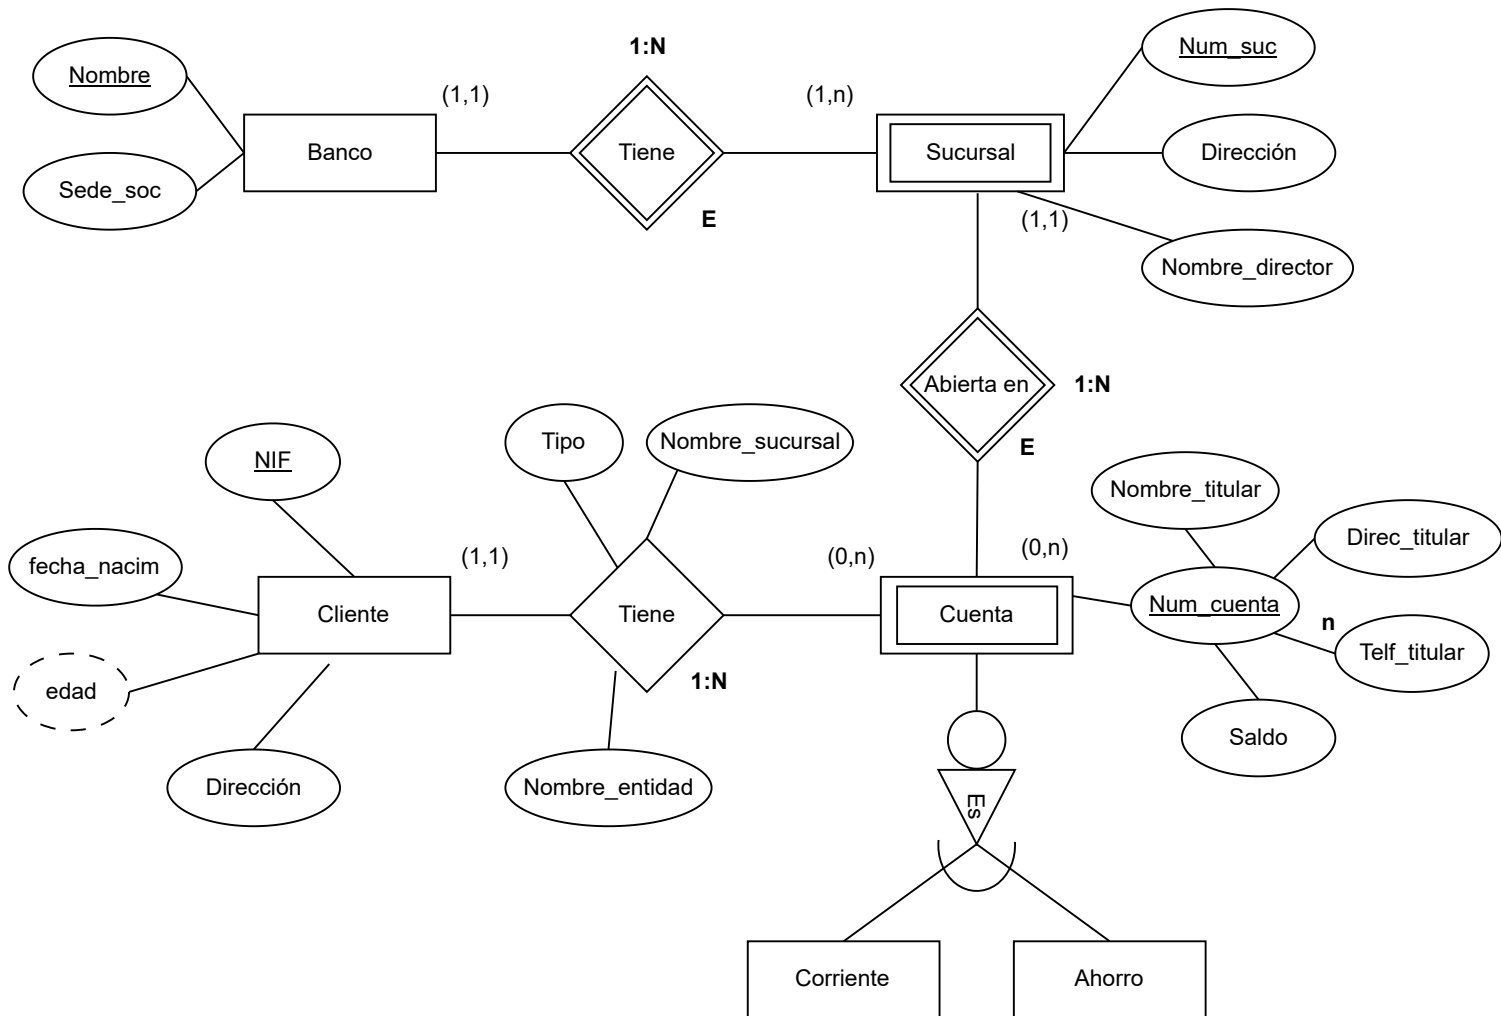 1:N
Nombre
(1,1)
(1,n)
Num_suc
Banco
Tiene
Sucursal
Dirección
Sede_soc
E
(1,1)
Nombre_director
Abierta en
1:N
E
Tipo
Nombre_sucursal
NIF
Nombre_titular
Direc_titular
fecha_nacim
(1,1)
(0,n)
(0,n)
Cliente
Tiene
Cuenta
Num_cuenta
n
Telf_titular
edad
1:N
Saldo
Dirección
Nombre_entidad
Es
Corriente
Ahorro